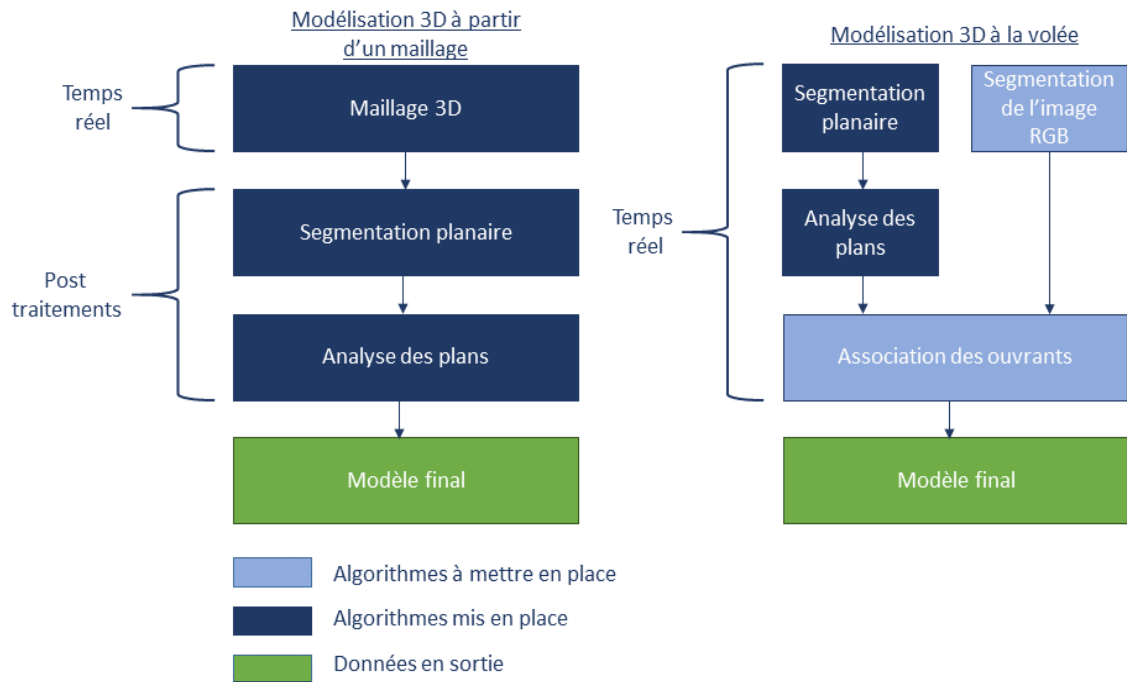 Modélisation 3D à partir
d'un maillage
Temps
réel
Maillage 3D
Segmentation planaire
Post
traitements
Analyse des plans
Modèle final
Modélisation 3D à la volée
Segmentation
planaire
Segmentation
de l'image
RGB
Temps
réel
Analyse des
plans
Association des ouvrants
Modèle final
Algorithmes à mettre en place
Algorithmes mis en place
Données en sortie